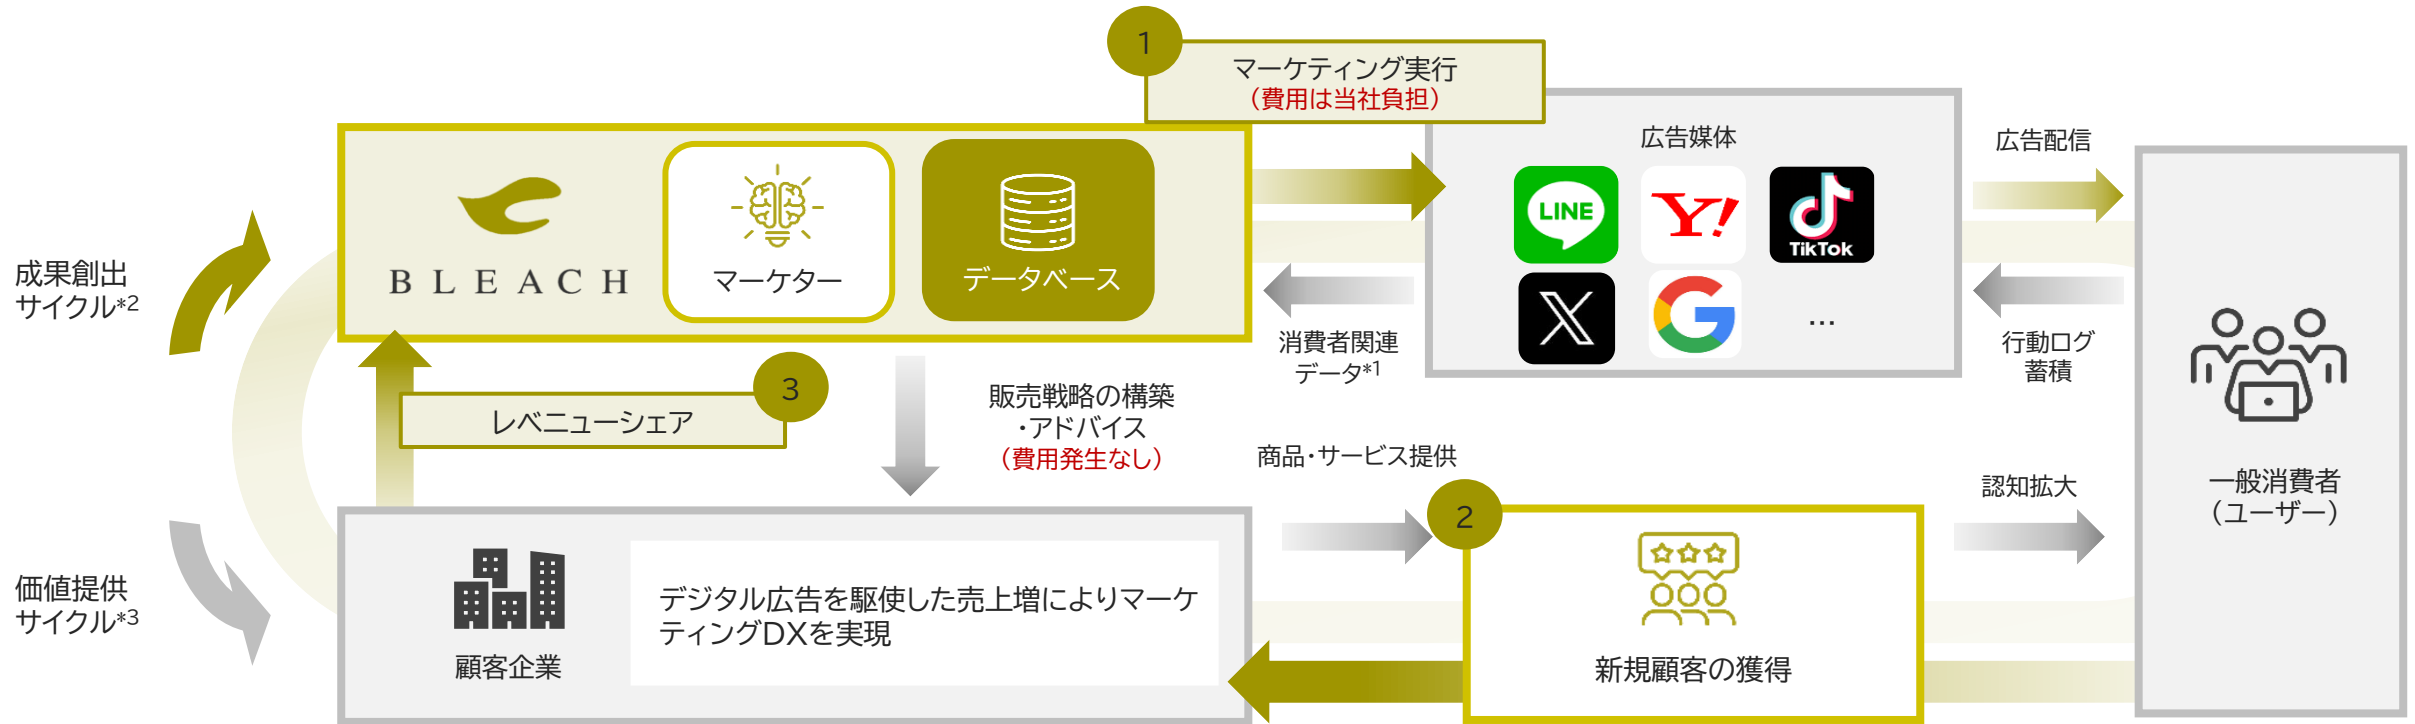 1
マーケティング実行
（費用は当社負担）
広告媒体
広告配信
LINE
Y!
TikTok
BLEACH
マーケター
データベース
成果創出
サイクル*2
X
G
…
消費者関連
データ*1
行動ログ
蓄積
3
レベニューシェア
販売戦略の構築
・アドバイス
（費用発生なし）
商品・サービス提供
2
認知拡大
一般消費者
（ユーザー）
価値提供
サイクル*3
デジタル広告を駆使した売上増によりマーケ
ティングDXを実現
顧客企業
新規顧客の獲得